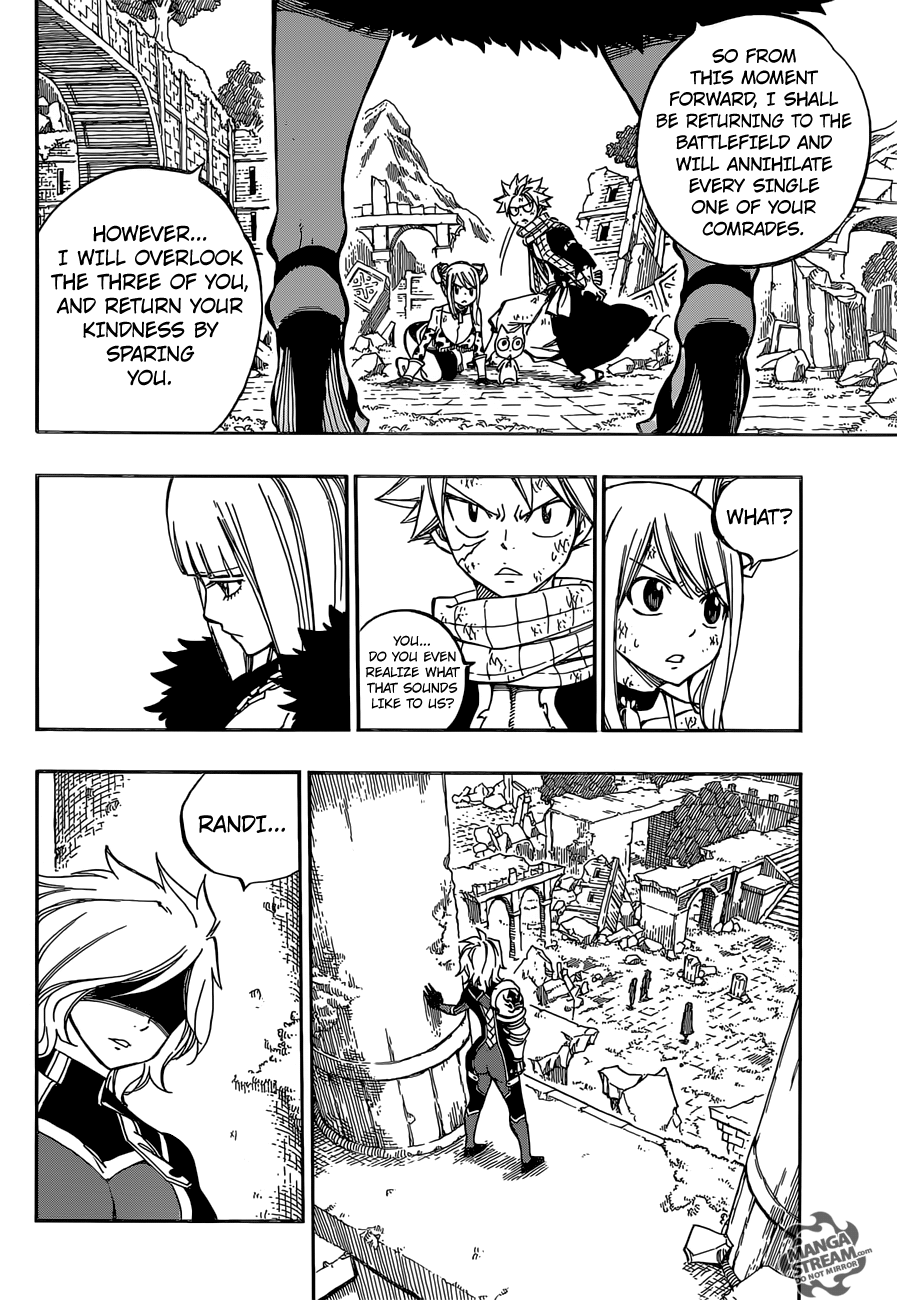 SO FROM
THIS MOMENT
FORWARD, I SHALL
BE RETURNING TO THE
BATTLEFIELD AND
WILL ANNIHILATE
EVERY SINGLE
ONE OF YOUR
COMRADES.
HOWEVER...
I WILL OVERLOOK
THE THREE OF YOU,
AND RETURN YOUR
KINDNESS BY
SPARING
YOU.
WHAT?
YOU...
DO YOU EVEN
REALIZE WHAT
THAT SOUNDS
LIKE TO US?
RANDI...
MANGA
STREAM.com
DO NOT MIRROR